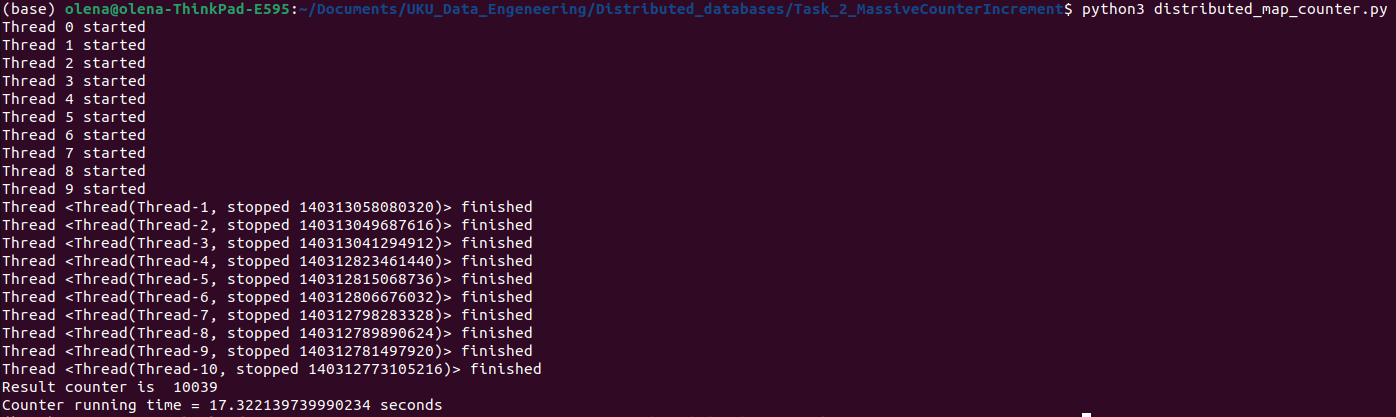 (base) olena@olena-ThinkPad-E595:~/Documents/UKU_Data_Engeneering/Distributed_databases/Task_2_MassiveCounterIncrement$ python3 distributed_map_counter.py
Thread 0 started
Thread 1 started
Thread 2 started
Thread 3 started
Thread 4 started
Thread 5 started
Thread 6 started
Thread 7 started
Thread 8 started
Thread 9 started
Thread <Thread(Thread-1, stopped 140313058080320)> finished
Thread <Thread(Thread-2, stopped 140313049687616)> finished
Thread <Thread(Thread-3, stopped 140313041294912)> finished
Thread <Thread(Thread-4, stopped 140312823461440)> finished
Thread <Thread(Thread-5, stopped 140312815068736)> finished
Thread <Thread(Thread-6, stopped 140312806676032)> finished
Thread <Thread(Thread-7, stopped 140312798283328)> finished
Thread <Thread(Thread-8, stopped 140312789890624)> finished
Thread <Thread(Thread-9, stopped 140312781497920)> finished
Thread <Thread(Thread-10, stopped 140312773105216)> finished
Result counter is  10039
Counter running time = 17.322139739990234 seconds